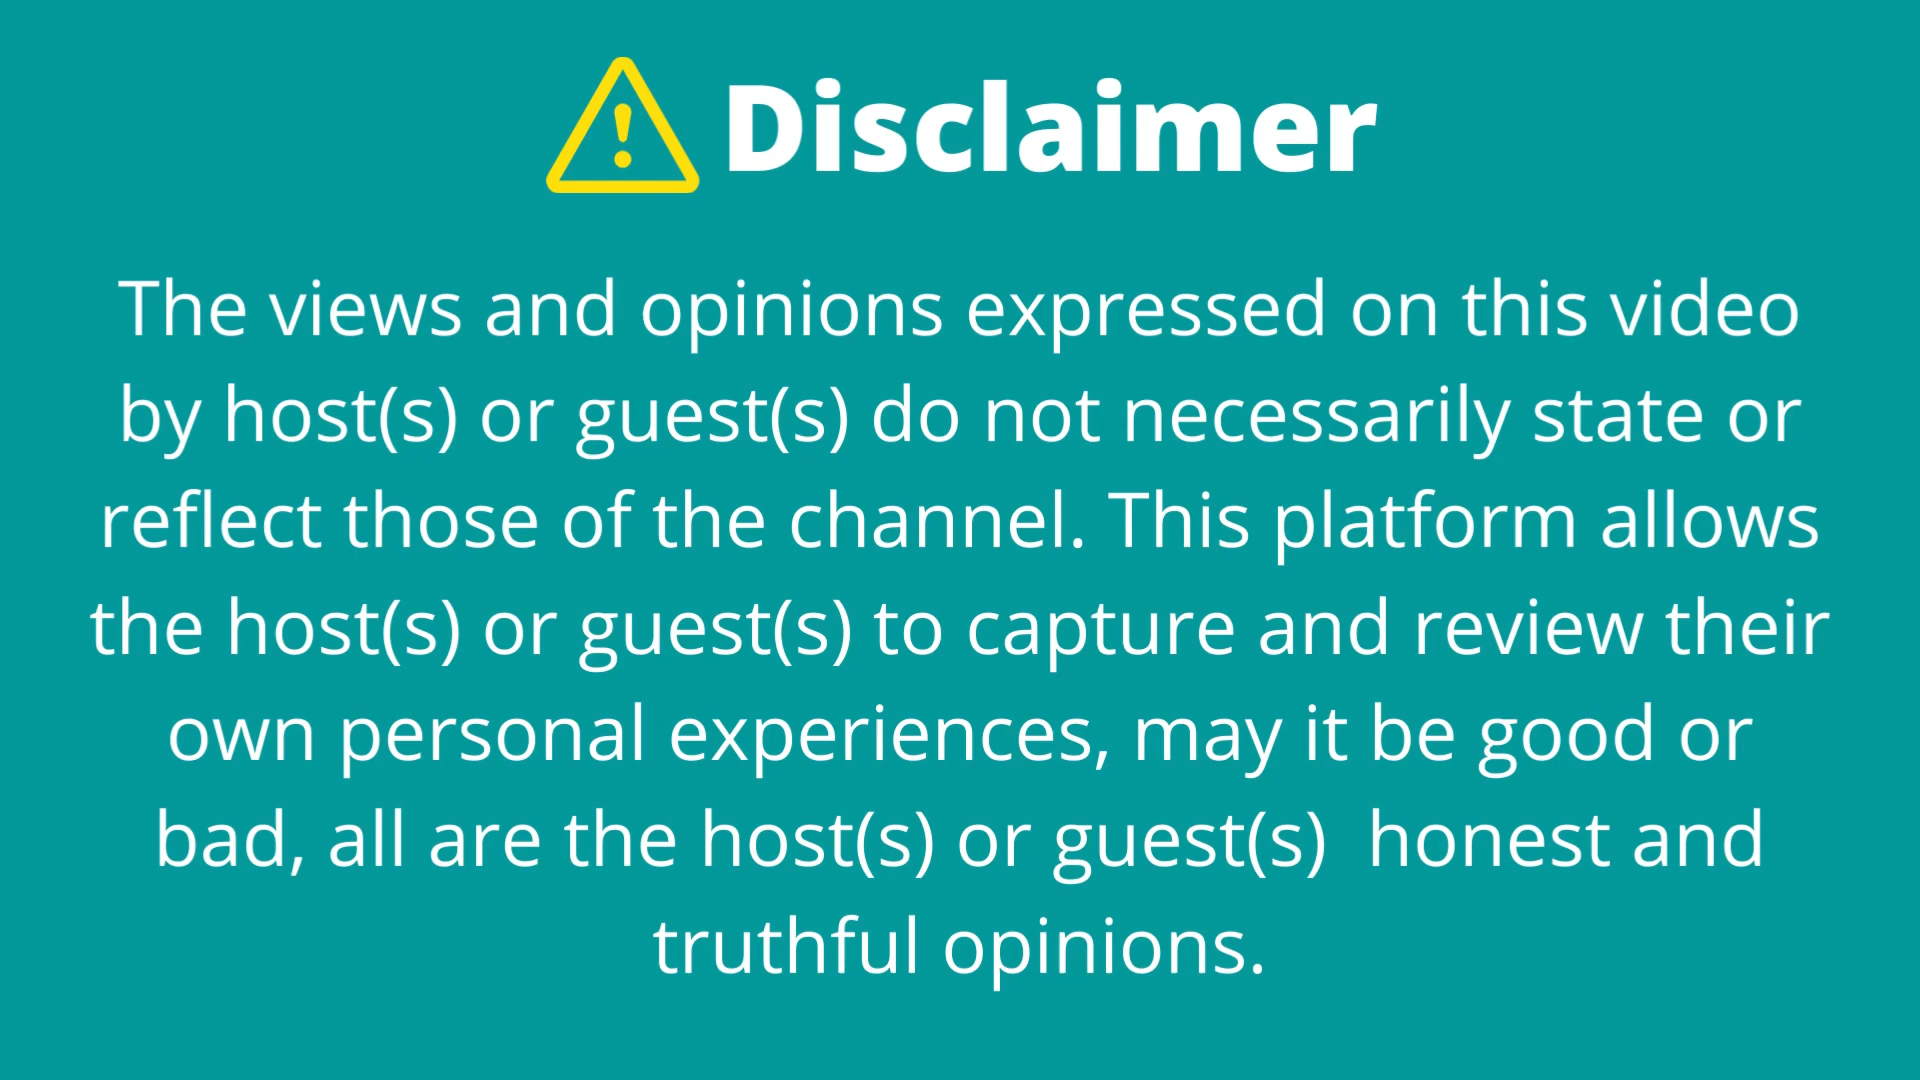 Disclaimer
The views and opinions expressed on this video
by host(s) or guest(s) do not necessarily state or
reflect those of the channel. This platform allows
the host(s) or guest(s) to capture and review their
own personal experiences, may it be good or
bad, all are the host(s) or guest(s)  honest and
truthful opinions.